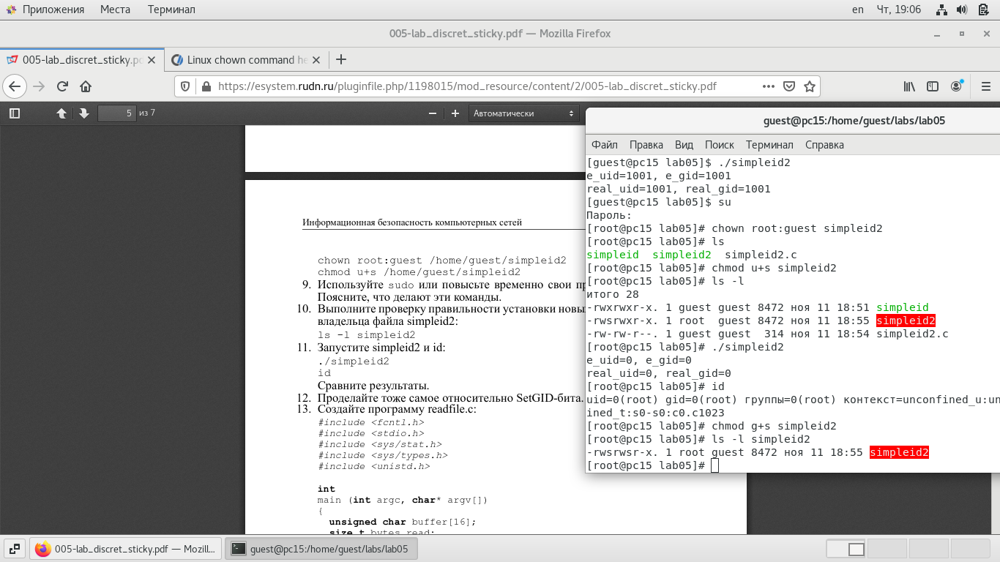 Приложения Места Терминал en Чт, 19:06
005-lab_discret_sticky.pdf — Mozilla Firefox
005-lab_discret_sticky.pd Linux chown command he
https://esystem.rudn.ru/pluginfile.php/1198015/mod_resource/content/2/005-lab_discret_sticky.pdf
5 из 7 Автоматически
Информационная безопасность компьютерных сетей
chown root:guest /home/guest/simpleid2
chmod u+s /home/guest/simpleid2
9. Используйте sudo или повысьте временно свои пр
Поясните, что делают эти команды.
10. Выполните проверку правильности установки новы
владельца файла simpleid2:
ls -l simpleid2
11. Запустите simpleid2 и id:
./simpleid2
id
Сравните результаты.
12. Проделайте тоже самое относительно SetGID-бита.
13. Создайте программу readfile.c:
#include <fcntl.h>
#include <stdio.h>
#include <sys/stat.h>
#include <sys/types.h>
#include <unistd.h>
int
main (int argc, char* argv[])
{
unsigned char buffer[16];
size_t bytes_read;
guest@pc15:/home/guest/labs/lab05
Файл Правка Вид Поиск Терминал Справка
[guest@pc15 lab05]$ ./simpleid2
e_uid=1001, e_gid=1001
real_uid=1001, real_gid=1001
[guest@pc15 lab05]$ su
Пароль:
[root@pc15 lab05]# chown root:guest simpleid2
[root@pc15 lab05]# ls
simpleid simpleid2 simpleid2.c
[root@pc15 lab05]# chmod u+s simpleid2
[root@pc15 lab05]# ls -l
итого 28
-rwxrwxr-x. 1 guest guest 8472 ноя 11 18:51 simpleid
-rwsrwxr-x. 1 root guest 8472 ноя 11 18:55 simpleid2
-rw-rw-r--. 1 guest guest 314 ноя 11 18:54 simpleid2.c
[root@pc15 lab05]# ./simpleid2
e_uid=0, e_gid=0
real_uid=0, real_gid=0
[root@pc15 lab05]# id
uid=0(root) gid=0(root) группы=0(root) контекст=unconfined_u:un
ined_t:s0-s0:c0.c1023
[root@pc15 lab05]# chmod g+s simpleid2
[root@pc15 lab05]# ls -l simpleid2
-rwsrwsr-x. 1 root guest 8472 ноя 11 18:55 simpleid2
[root@pc15 lab05]#
005-lab_discret_sticky.pdf — Mozill... guest@pc15:/home/guest/labs/lab05